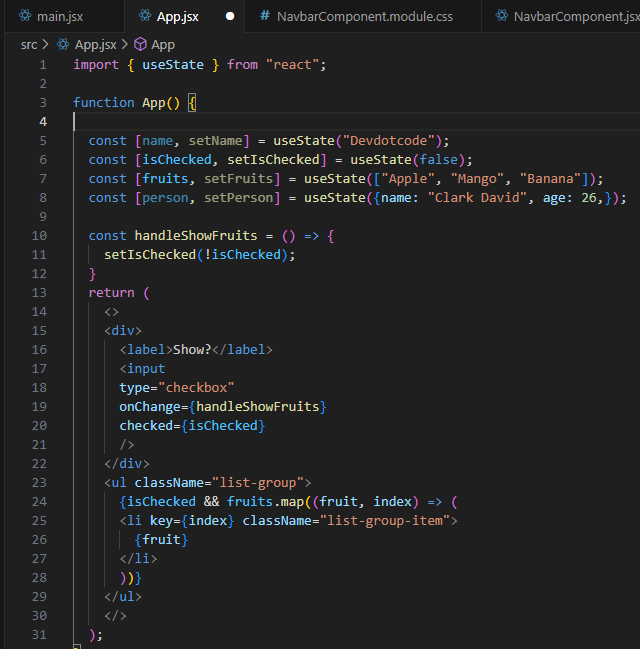 main.jsx App.jsx # NavbarComponent.module.css NavbarComponent.jsx
src > App.jsx > App
1 import { useState } from "react";
2
3 function App() {
4
5 const [name, setName] = useState("Devdotcode");
6 const [isChecked, setIsChecked] = useState(false);
7 const [fruits, setFruits] = useState(["Apple", "Mango", "Banana"]);
8 const [person, setPerson] = useState({name: "Clark David", age: 26,});
9
10 const handleShowFruits = () => {
11 setIsChecked(!isChecked);
12 }
13 return (
14 <>
15 <div>
16 <label>Show?</label>
17 <input
18 type="checkbox"
19 onChange={handleShowFruits}
20 checked={isChecked}
21 />
22 </div>
23 <ul className="list-group">
24 {isChecked && fruits.map((fruit, index) => (
25 <li key={index} className="list-group-item">
26 {fruit}
27 </li>
28 ))}
29 </ul>
30 </>
31 );